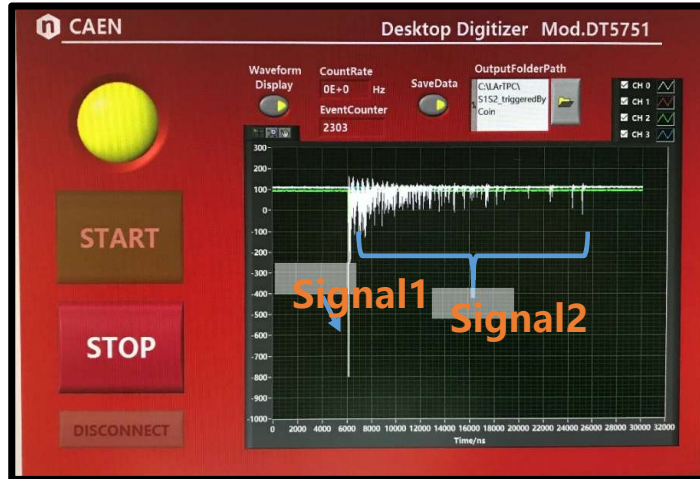 n CAEN
Desktop Digitizer Mod.DT5751
Waveform
Display
CountRate
0E+0 Hz
EventCounter
2303
SaveData
OutputFolderPath
C:\LArTPC\
S1S2_triggeredBy
Coin
CH 0
CH 1
CH 2
CH 3
START
STOP
DISCONNECT
300
200
100
0
-100
-200
-300
-400
-500
-600
-700
-800
-900
-1000
Signal1
Signal2
0 2000 4000 6000 8000 10000 12000 14000 16000 18000 20000 22000 24000 26000 28000 30000 32000
Time/ns